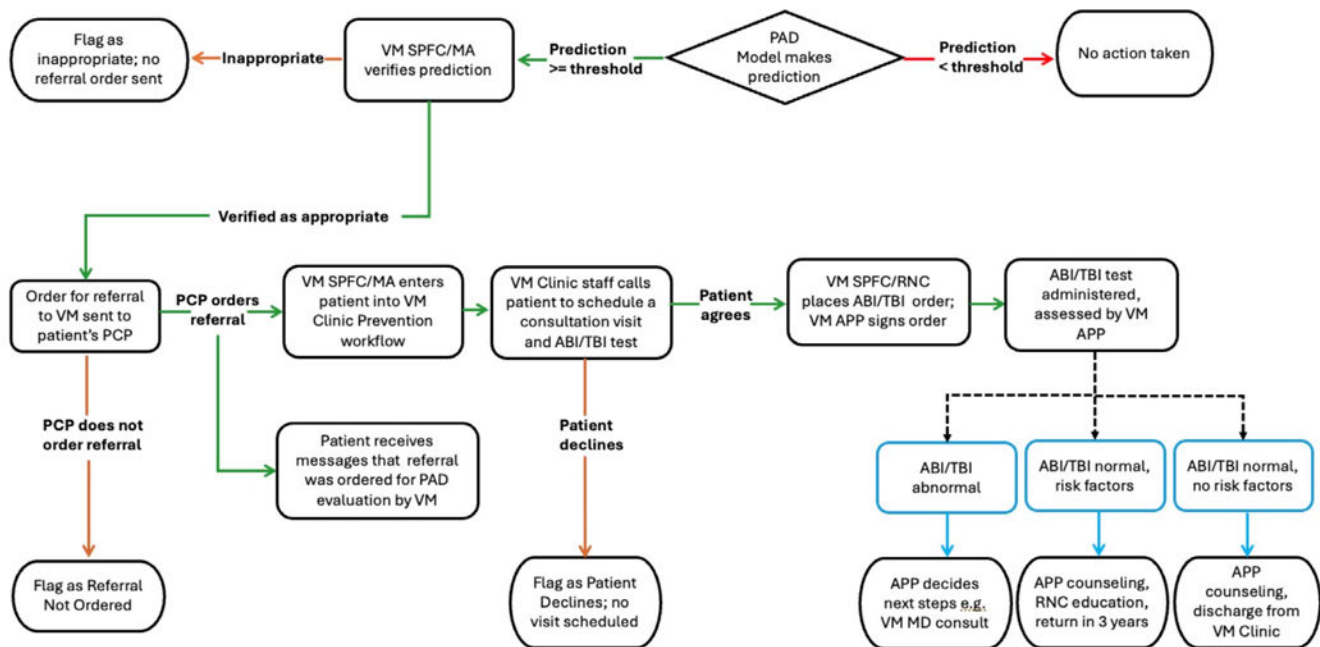 Flag as
inappropriate; no
referral order sent
Inappropriate
VM SPFC/MA
verifies prediction
Prediction
>= threshold
PAD
Model makes
prediction
Prediction
< threshold
No action taken
Verified as appropriate
Order for referral
to VM sent to
patient's PCP
PCP orders
referral
VM SPFC/MA enters
patient into VM
Clinic Prevention
workflow
VM Clinic staff calls
patient to schedule a
consultation visit
and ABI/TBI test
Patient
agrees
VM SPFC/RNC
places ABI/TBI order;
VM APP signs order
ABI/TBI test
administered,
assessed by VM
APP
PCP does not
order referral
Patient receives
messages that referral
was ordered for PAD
evaluation by VM
Patient
declines
ABI/TBI
abnormal
ABI/TBI normal,
risk factors
ABI/TBI normal,
no risk factors
Flag as Referral
Not Ordered
Flag as Patient
Declines; no
visit scheduled
APP decides
next steps e.g.
VM MD consult
APP counseling,
RNC education,
return in 3 years
APP
counseling,
discharge from
VM Clinic